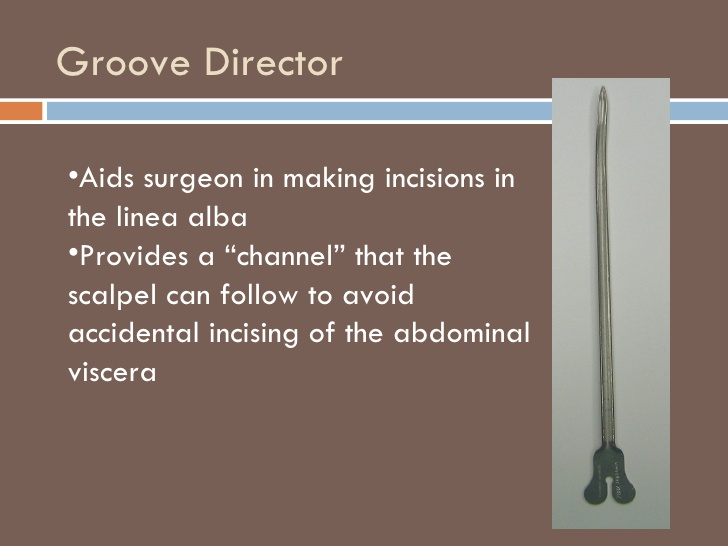 Groove Director
•Aids surgeon in making incisions in
the linea alba
•Provides a “channel” that the
scalpel can follow to avoid
accidental incising of the abdominal
viscera